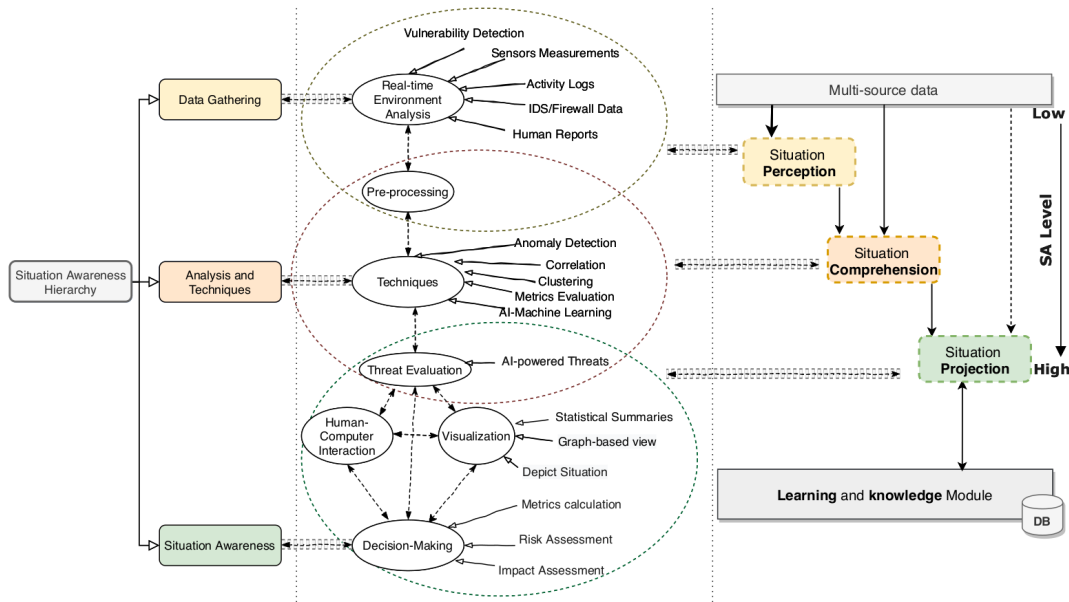 Situation Awareness
Hierarchy
Data Gathering
Analysis and
Techniques
Situation Awareness
Vulnerability Detection
Sensors Measurements
Real-time
Environment
Analysis
Activity Logs
IDS/Firewall Data
Human Reports
Pre-processing
Anomaly Detection
Correlation
Techniques
Clustering
Metrics Evaluation
AI-Machine Learning
AI-powered Threats
Threat Evaluation
Human-
Computer
Interaction
Visualization
Statistical Summaries
Graph-based view
Depict Situation
Metrics calculation
Decision-Making
Risk Assessment
Impact Assessment
Multi-source data
Low
Situation
Perception
SA Level
Situation
Comprehension
Situation
Projection
High
Learning and knowledge Module
DB